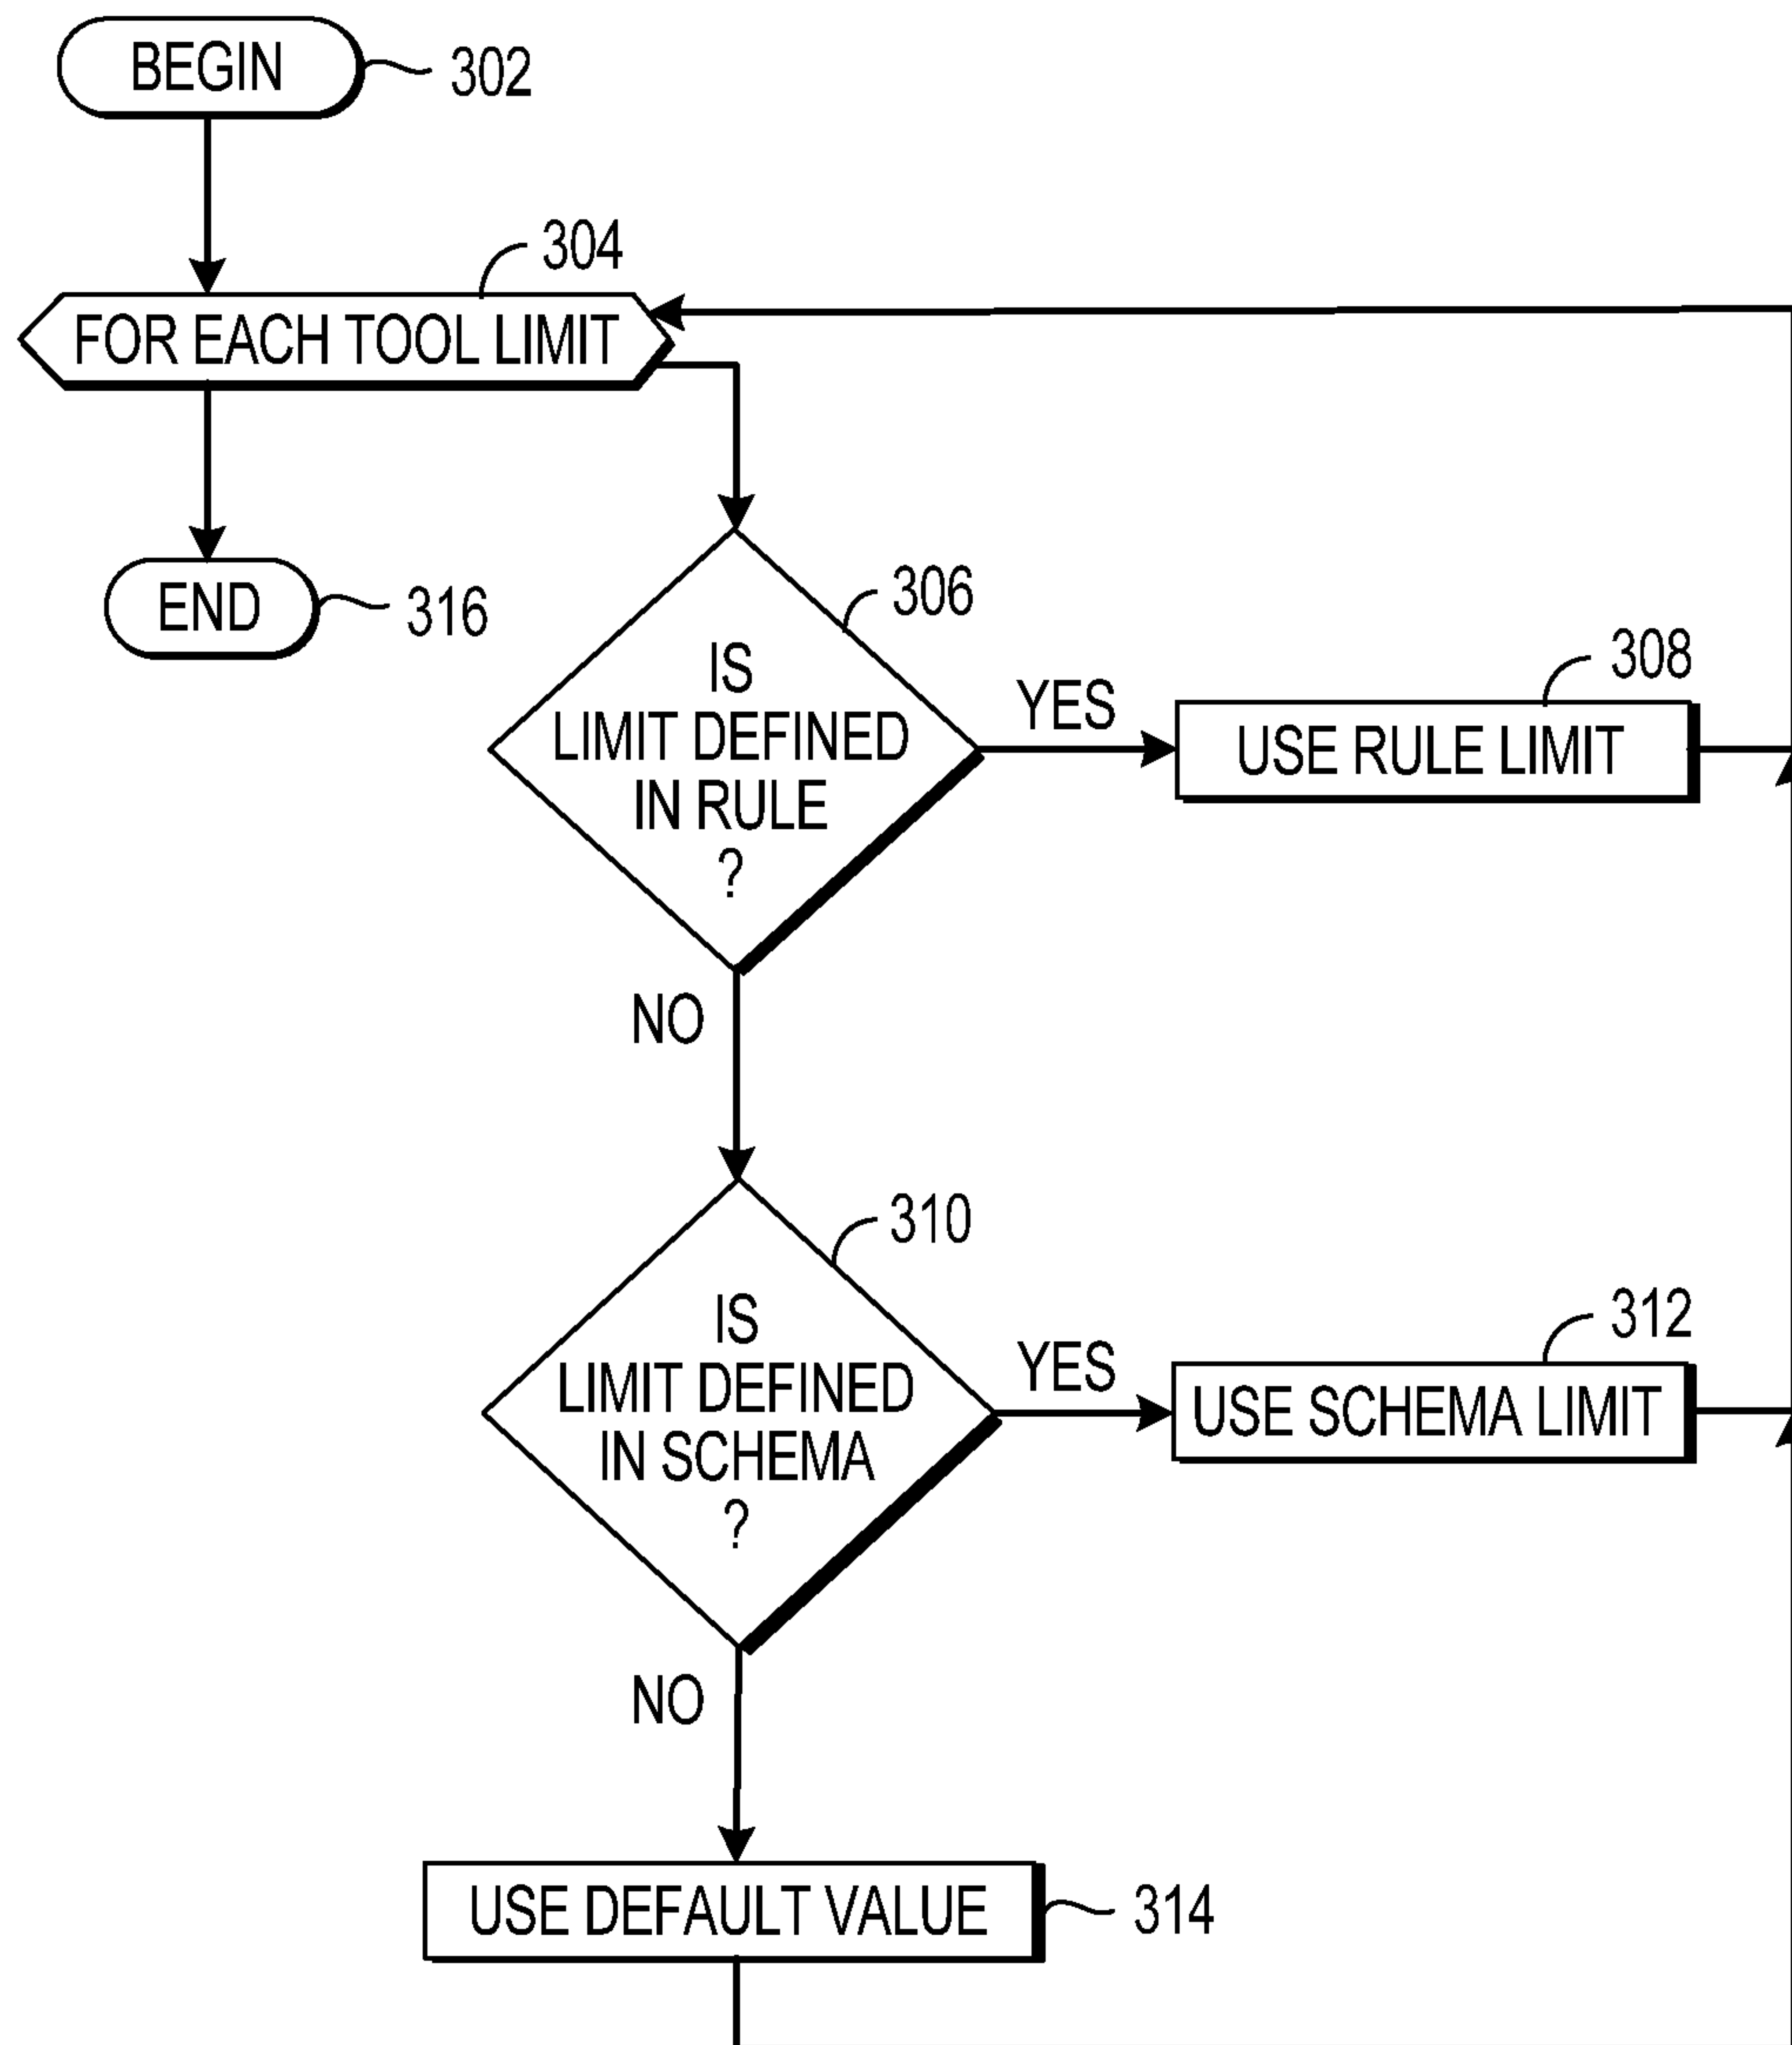 BEGIN
302
304
FOR EACH TOOL LIMIT
END
316
306
IS
LIMIT DEFINED
IN RULE
?
YES
308
USE RULE LIMIT
NO
310
IS
LIMIT DEFINED
IN SCHEMA
?
YES
312
USE SCHEMA LIMIT
NO
USE DEFAULT VALUE
314